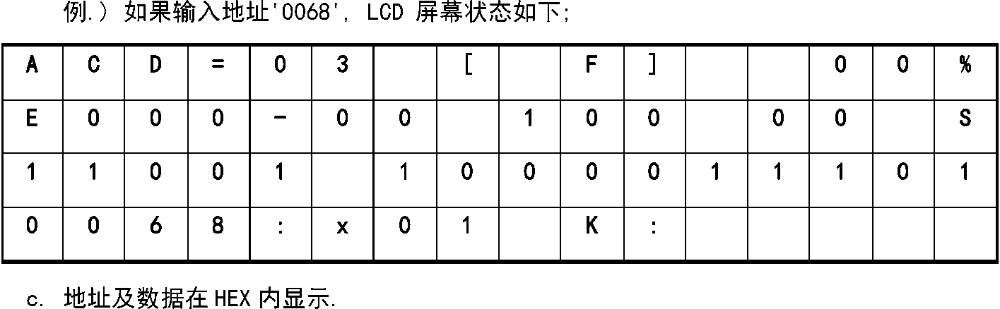 例.) 如果输入地址'0068', LCD 屏幕状态如下;
A C D = 0 3 [ F ] 0 0 %
E 0 0 0 - 0 0 1 0 0 0 0 S
1 1 0 0 1 1 0 0 0 0 1 1 1 0 1
0 0 6 8 : x 0 1 K :
c. 地址及数据在 HEX 内显示.